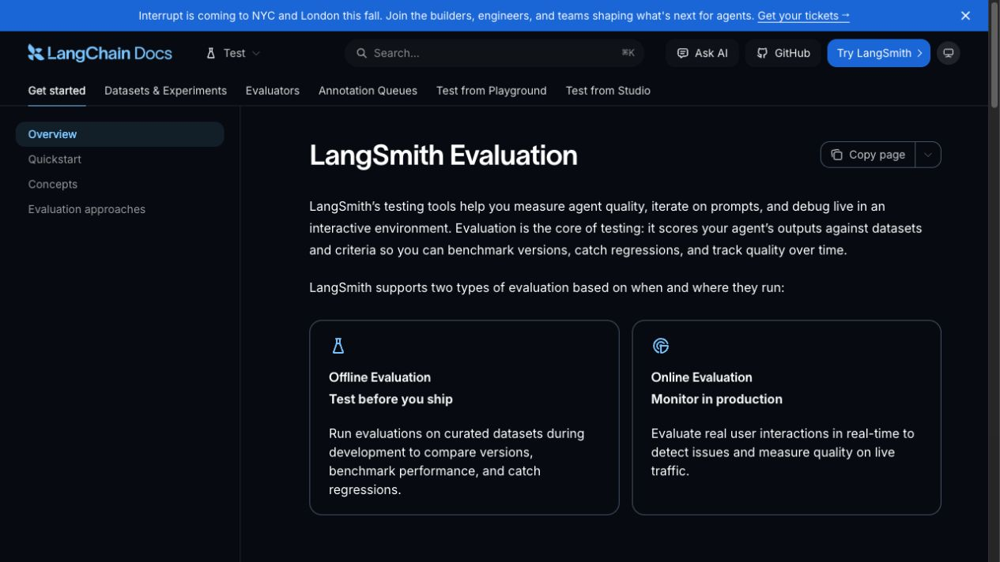 Interrupt is coming to NYC and London this fall. Join the builders, engineers, and teams shaping what's next for agents. Get your tickets →
LangChain Docs
Test
Search...
⌘K
Ask AI
GitHub
Try LangSmith
Get started
Datasets & Experiments
Evaluators
Annotation Queues
Test from Playground
Test from Studio
Overview
Quickstart
Concepts
Evaluation approaches
LangSmith Evaluation
Copy page
LangSmith’s testing tools help you measure agent quality, iterate on prompts, and debug live in an
interactive environment. Evaluation is the core of testing: it scores your agent’s outputs against datasets
and criteria so you can benchmark versions, catch regressions, and track quality over time.
LangSmith supports two types of evaluation based on when and where they run:
Offline Evaluation
Test before you ship
Run evaluations on curated datasets during
development to compare versions,
benchmark performance, and catch
regressions.
Online Evaluation
Monitor in production
Evaluate real user interactions in real-time to
detect issues and measure quality on live
traffic.